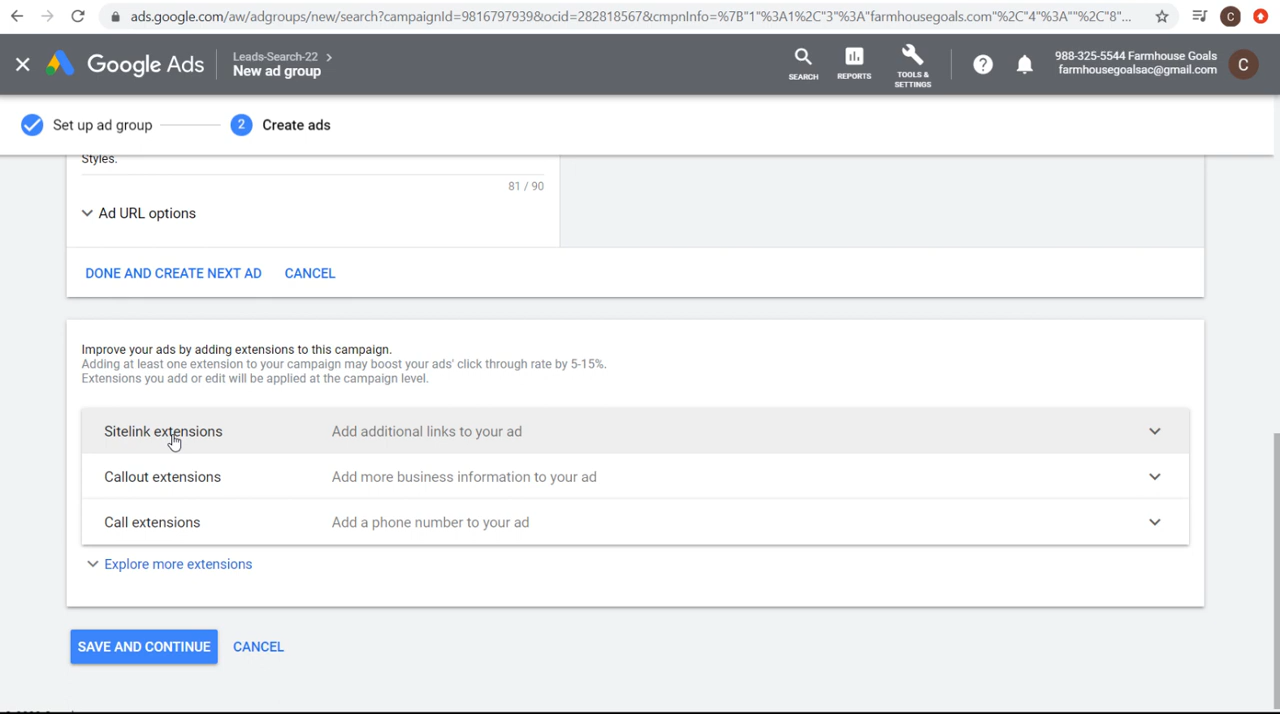 ads.google.com/aw/adgroups/new/search?campaignId=9816797939&ocid=282818567&cmpnInfo=%7B"1"%3A1%2C"3"%3A"farmhousegoals.com"%2C"4"%3A""%2C"8"...
C
Google Ads
Leads-Search-22 >
New ad group
SEARCH
REPORTS
TOOLS &
SETTINGS
?
988-325-5544 Farmhouse Goals
farmhousegoalsac@gmail.com
C
Set up ad group
2
Create ads
Styles.
81 / 90
Ad URL options
DONE AND CREATE NEXT AD
CANCEL
Improve your ads by adding extensions to this campaign.
Adding at least one extension to your campaign may boost your ads' click through rate by 5-15%.
Extensions you add or edit will be applied at the campaign level.
Sitelink extensions
Add additional links to your ad
Callout extensions
Add more business information to your ad
Call extensions
Add a phone number to your ad
Explore more extensions
SAVE AND CONTINUE
CANCEL